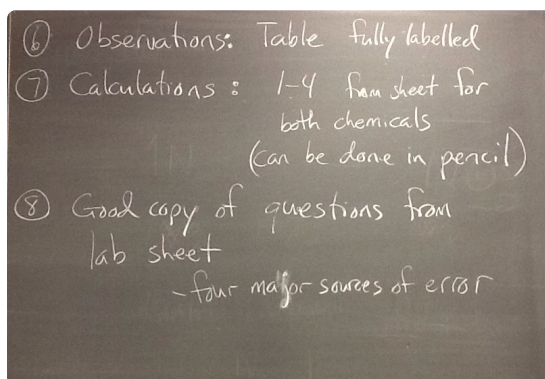 ⑥ Observations: Table fully labelled
⑦ Calculations: 1-4 from sheet for
both chemicals
(can be done in pencil)
⑧ Good copy of questions from
lab sheet
- four major sources of error